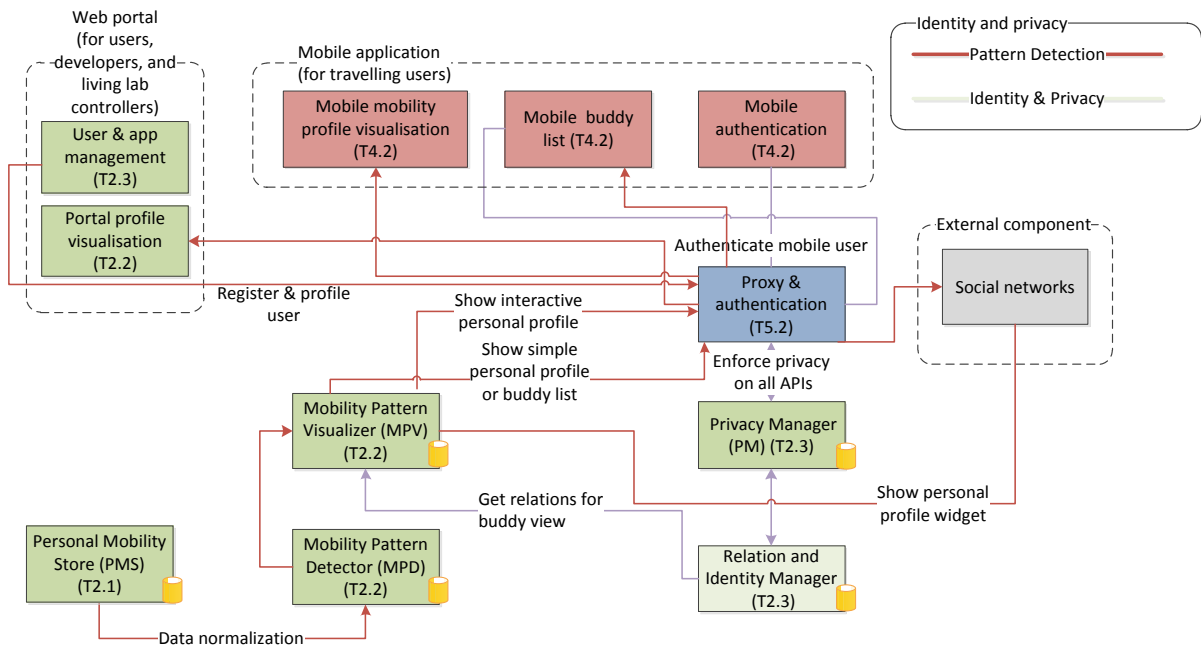 Web portal
(for users,
developers, and
living lab
controllers)
User & app
management
(T2.3)
Portal profile
visualisation
(T2.2)
Mobile application
(for travelling users)
Mobile mobility
profile visualisation
(T4.2)
Mobile buddy
list (T4.2)
Mobile
authentication
(T4.2)
Identity and privacy
Pattern Detection
Identity & Privacy
External component
Social networks
Authenticate mobile user
Proxy &
authentication
(T5.2)
Register & profile
user
Show interactive
personal profile
Show simple
personal profile
or buddy list
Enforce privacy
on all APIs
Mobility Pattern
Visualizer (MPV)
(T2.2)
Privacy Manager
(PM) (T2.3)
Get relations for
buddy view
Show personal
profile widget
Personal Mobility
Store (PMS)
(T2.1)
Mobility Pattern
Detector (MPD)
(T2.2)
Relation and
Identity Manager
(T2.3)
Data normalization